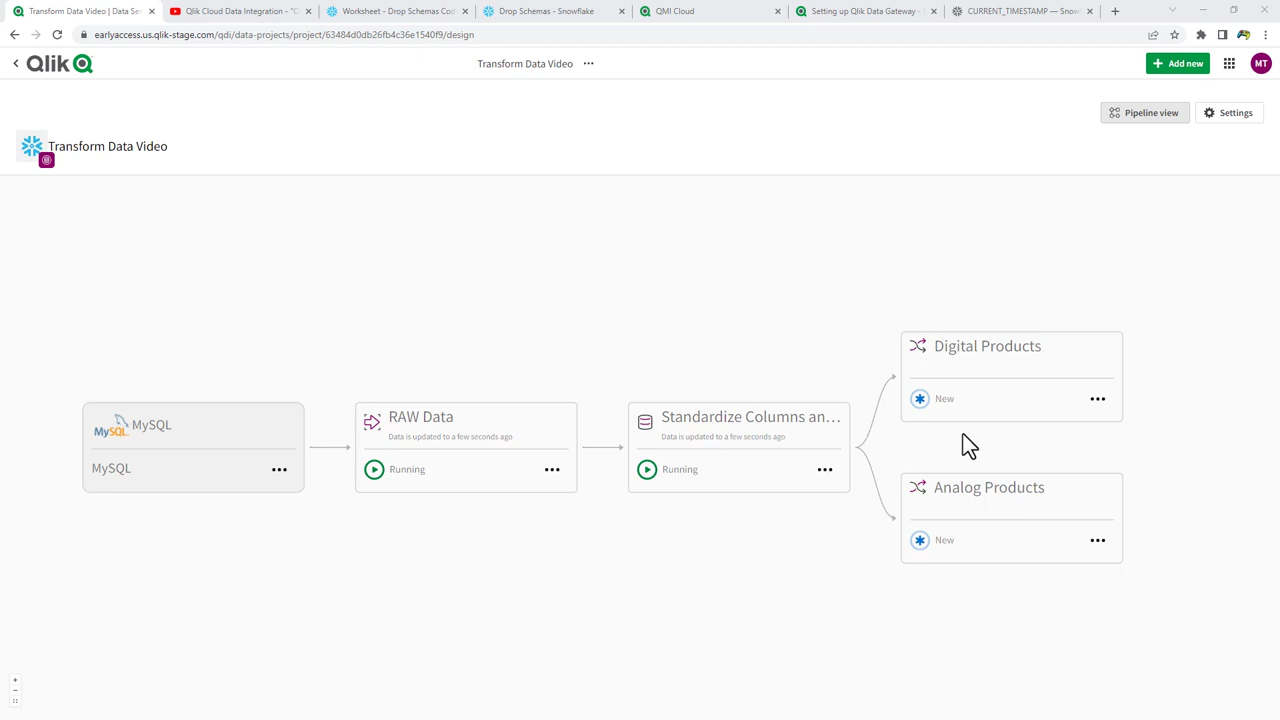 Transform Data Video | Data Ser
Qlik Cloud Data Integration - "C
Worksheet - Drop Schemas Cod
Drop Schemas - Snowflake
QMI Cloud
Setting up Qlik Data Gateway -
CURRENT_TIMESTAMP — Snow
earlyaccess.us.qlik-stage.com/qdi/data-projects/project/63484d0db26fb4c36e1540f9/design
Qlik
Transform Data Video
Add new
MT
Pipeline view
Settings
Transform Data Video
MySQL MySQL
MySQL
RAW Data
Data is updated to a few seconds ago
Running
Standardize Columns an...
Data is updated to a few seconds ago
Running
Digital Products
New
Analog Products
New